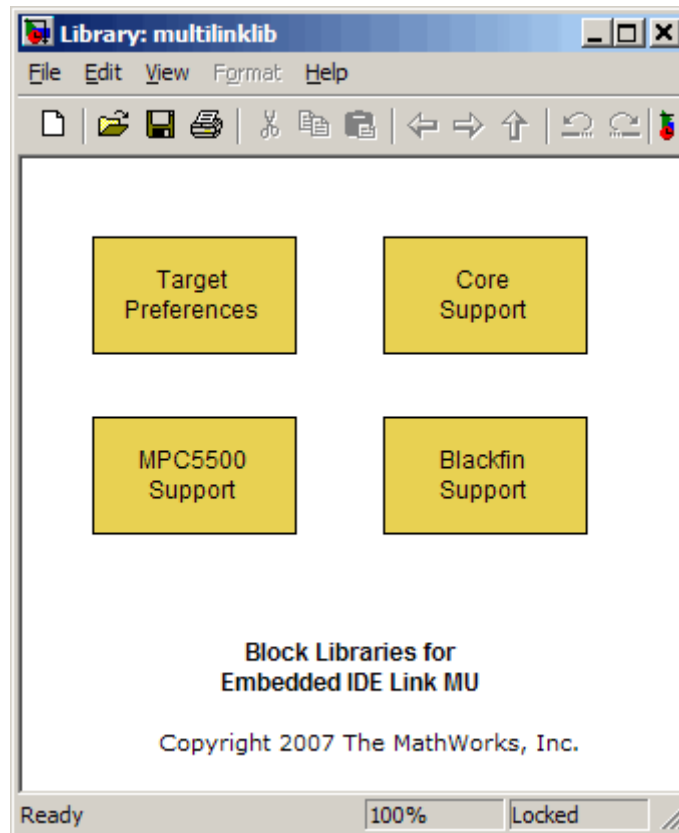 Library: multilinklib
File Edit View Format Help
Target
Preferences
Core
Support
MPC5500
Support
Blackfin
Support
Block Libraries for
Embedded IDE Link MU
Copyright 2007 The MathWorks, Inc.
Ready 100% Locked